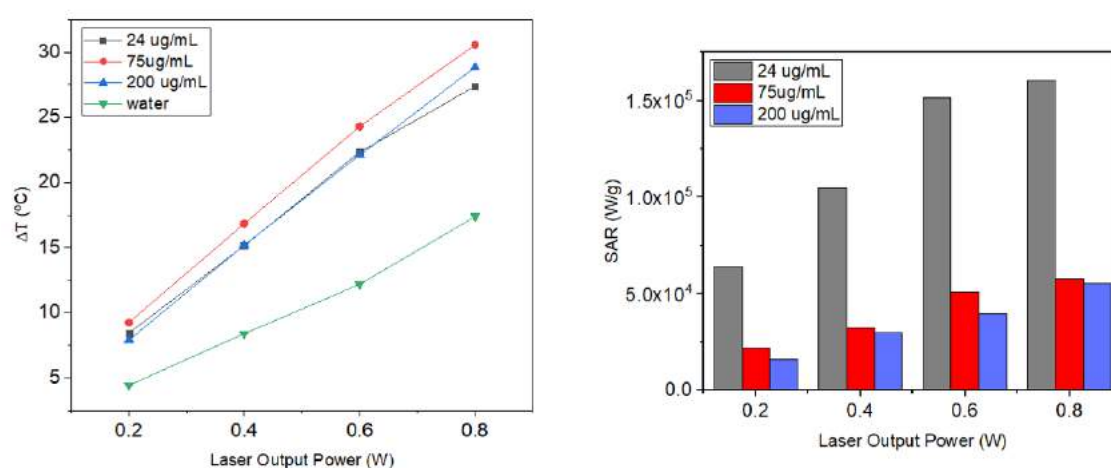 24 ug/mL
75ug/mL
200 ug/mL
water
30
25
20
15
10
5
ΔT (ºC)
0.2 0.4 0.6 0.8
Laser Output Power (W)
24 ug/mL
75ug/mL
200 ug/mL
1.5x10⁵
1.0x10⁵
5.0x10⁴
0.0
SAR (W/g)
0.2 0.4 0.6 0.8
Laser Output Power (W)